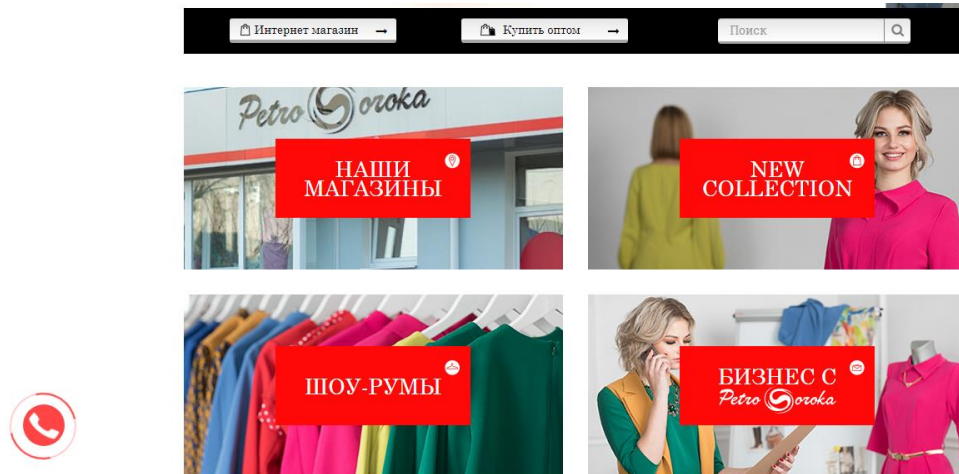 Интернет магазин →
Купить оптом →
Поиск
Petro Soroka
НАШИ
МАГАЗИНЫ
NEW
COLLECTION
ШОУ-РУМЫ
БИЗНЕС С
Petro Soroka